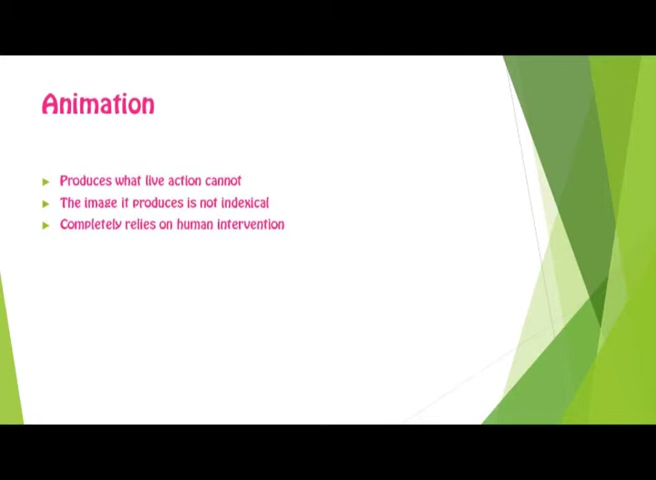 Animation
Produces what live action cannot
The image it produces is not indexical
Completely relies on human intervention